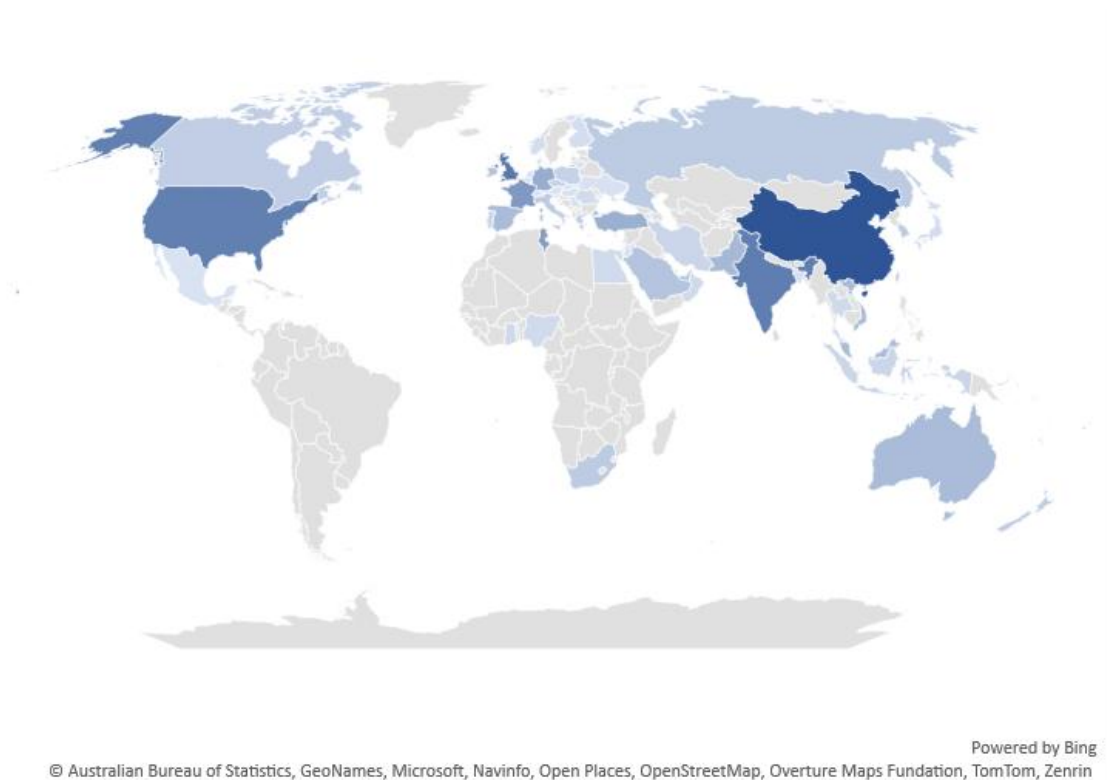 Powered by Bing
© Australian Bureau of Statistics, GeoNames, Microsoft, Navinfo, Open Places, OpenStreetMap, Overture Maps Fundation, TomTom, Zenrin